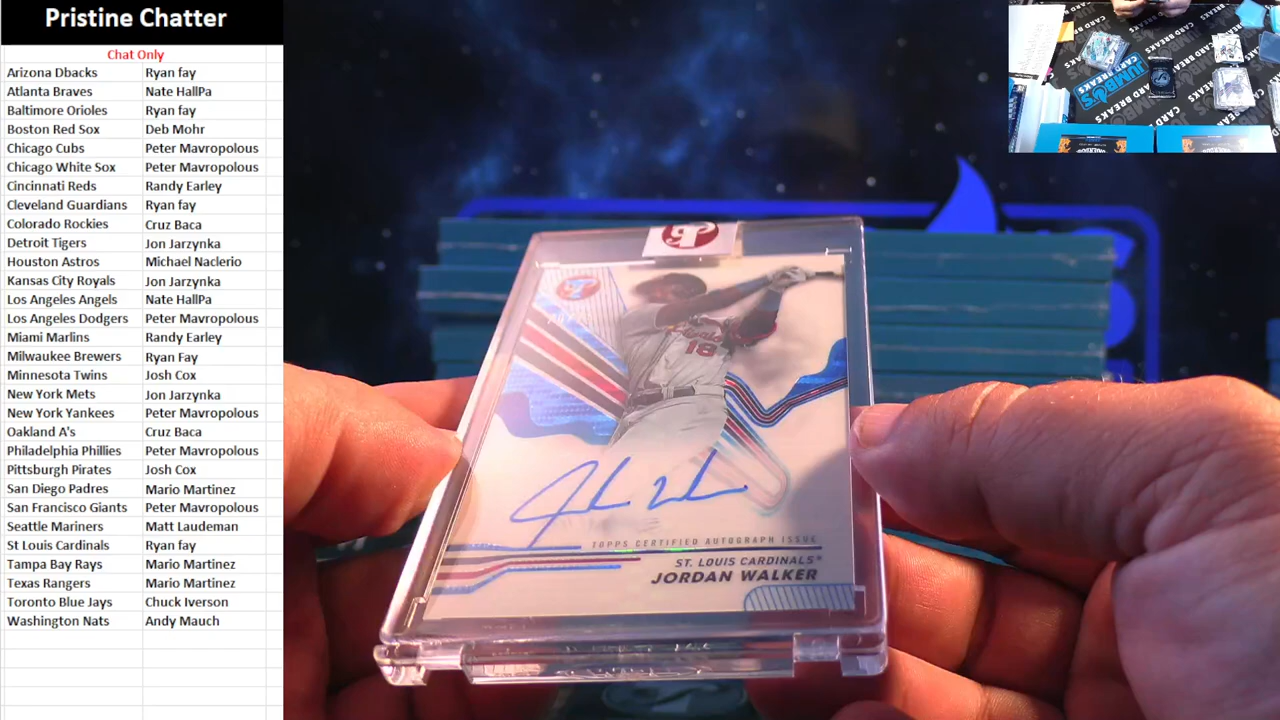 Pristine Chatter
Chat Only
Arizona Dbacks Ryan fay
Atlanta Braves Nate HallPa
Baltimore Orioles Ryan fay
Boston Red Sox Deb Mohr
Chicago Cubs Peter Mavropolous
Chicago White Sox Peter Mavropolous
Cincinnati Reds Randy Earley
Cleveland Guardians Ryan fay
Colorado Rockies Cruz Baca
Detroit Tigers Jon Jarzynka
Houston Astros Michael Naclerio
Kansas City Royals Jon Jarzynka
Los Angeles Angels Nate HallPa
Los Angeles Dodgers Peter Mavropolous
Miami Marlins Randy Earley
Milwaukee Brewers Ryan Fay
Minnesota Twins Josh Cox
New York Mets Jon Jarzynka
New York Yankees Peter Mavropolous
Oakland A's Cruz Baca
Philadelphia Phillies Peter Mavropolous
Pittsburgh Pirates Josh Cox
San Diego Padres Mario Martinez
San Francisco Giants Peter Mavropolous
Seattle Mariners Matt Laudeman
St Louis Cardinals Ryan fay
Tampa Bay Rays Mario Martinez
Texas Rangers Mario Martinez
Toronto Blue Jays Chuck Iverson
Washington Nats Andy Mauch
JUMBO'S
CARD BREAKS
CARD BREAKS
18
TOPPS CERTIFIED AUTOGRAPH ISSUE
ST. LOUIS CARDINALS
JORDAN WALKER